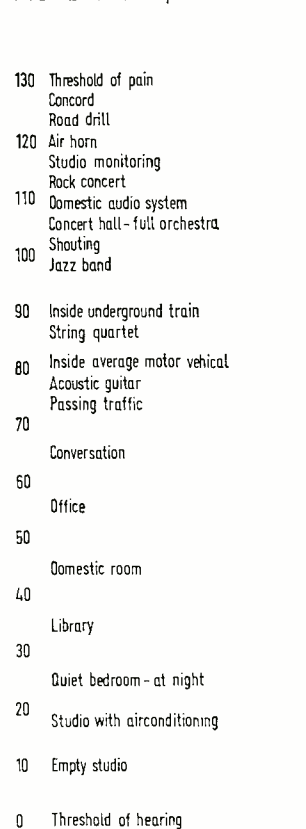 130 Threshold of pain
Concord
Road drill
120 Air horn
Studio monitoring
Rock concert
110 Domestic audio system
Concert hall - full orchestra
Shouting
100 Jazz band
90 Inside underground train
String quartet
80 Inside average motor vehical
Acoustic guitar
Passing traffic
70
Conversation
60
Office
50
Domestic room
40
Library
30
Quiet bedroom - at night
20
Studio with airconditioning
10 Empty studio
0 Threshold of hearing